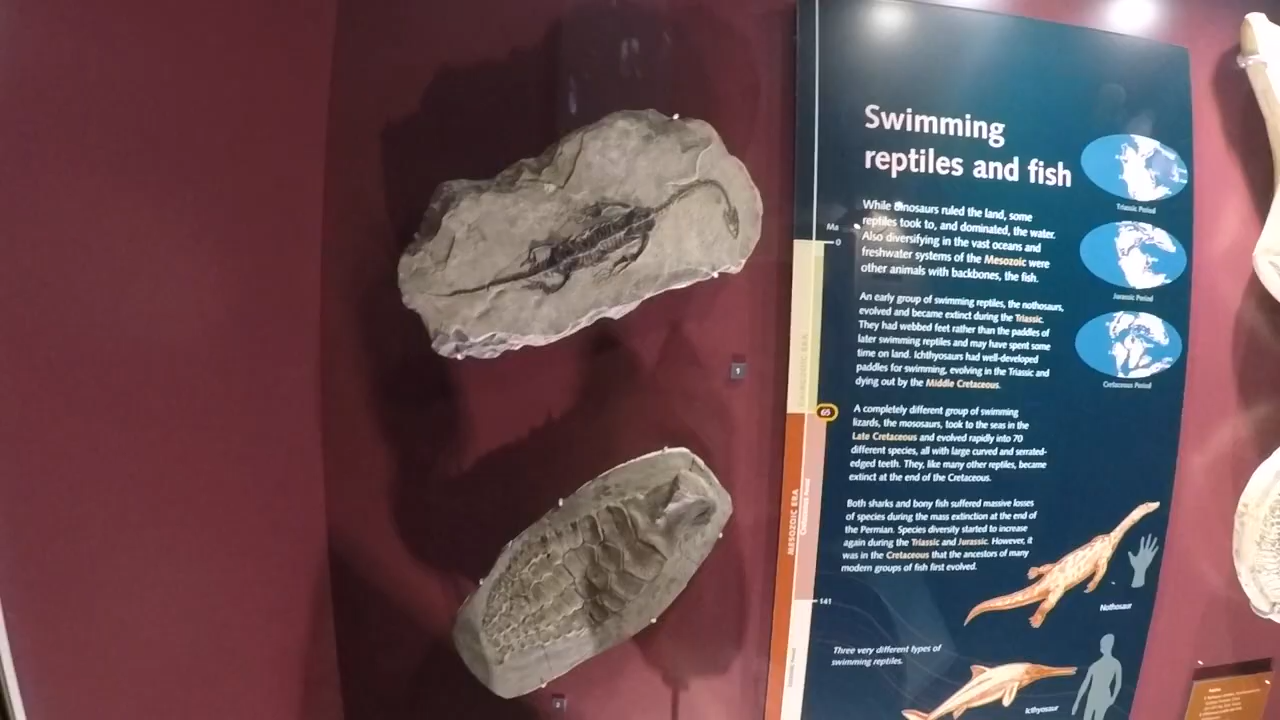 Swimming
reptiles and fish
While dinosaurs ruled the land, some
reptiles took to, and dominated, the water.
Also diversifying in the vast oceans and
freshwater systems of the Mesozoic were
other animals with backbones, the fish.
An early group of swimming reptiles, the nothosaurs,
evolved and became extinct during the Triassic.
They had webbed feet rather than the paddles of
later swimming reptiles and may have spent some
time on land. Ichthyosaurs had well-developed
paddles for swimming, evolving in the Triassic and
dying out by the Middle Cretaceous.
A completely different group of swimming
lizards, the mososaurs, took to the seas in the
Late Cretaceous and evolved rapidly into 70
different species, all with large curved and serrated-
edged teeth. They, like many other reptiles, became
extinct at the end of the Cretaceous.
Both sharks and bony fish suffered massive losses
of species during the mass extinction at the end of
the Permian. Species diversity started to increase
again during the Triassic and Jurassic. However, it
was in the Cretaceous that the ancestors of many
modern groups of fish first evolved.
Three very different types of
swimming reptiles.
Triassic Period
Jurassic Period
Cretaceous Period
Nothosaur
Icthyosaur
Ma
0
65
141
MESOZOIC ERA
Cretaceous Period
1